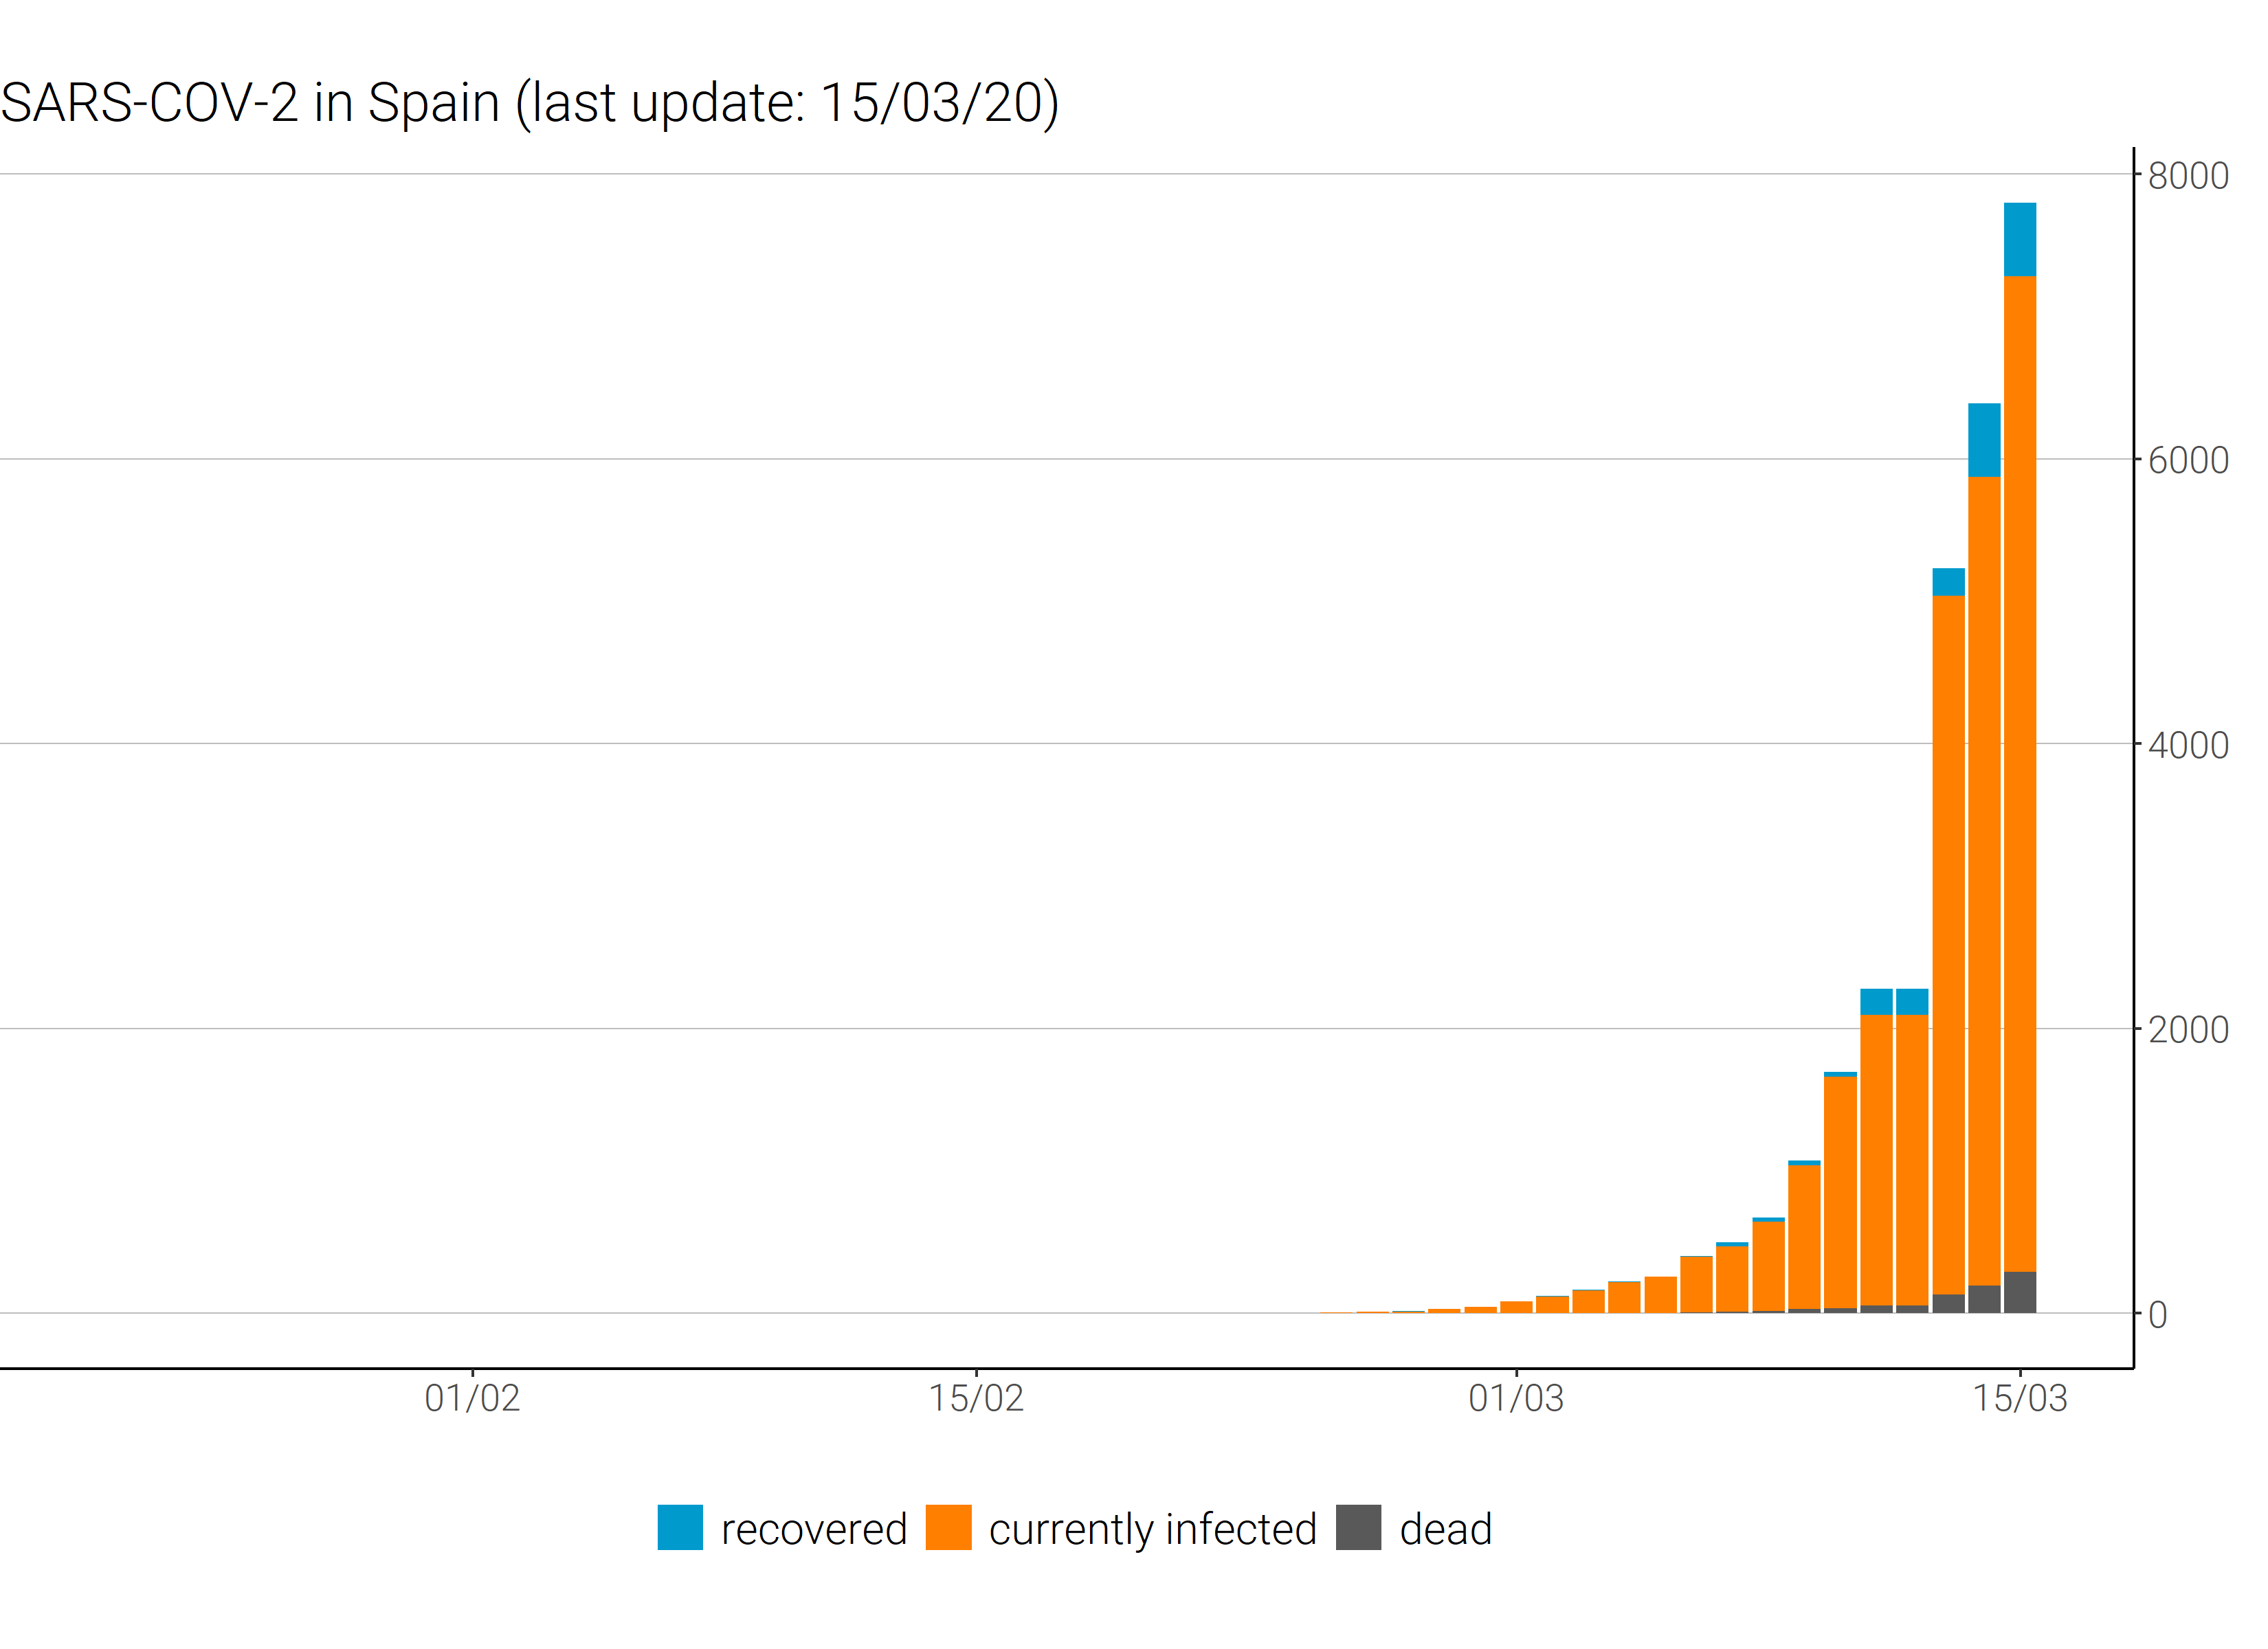 SARS-COV-2 in Spain (last update: 15/03/20)
8000
6000
4000
2000
0
01/02 15/02 01/03 15/03
recovered currently infected dead